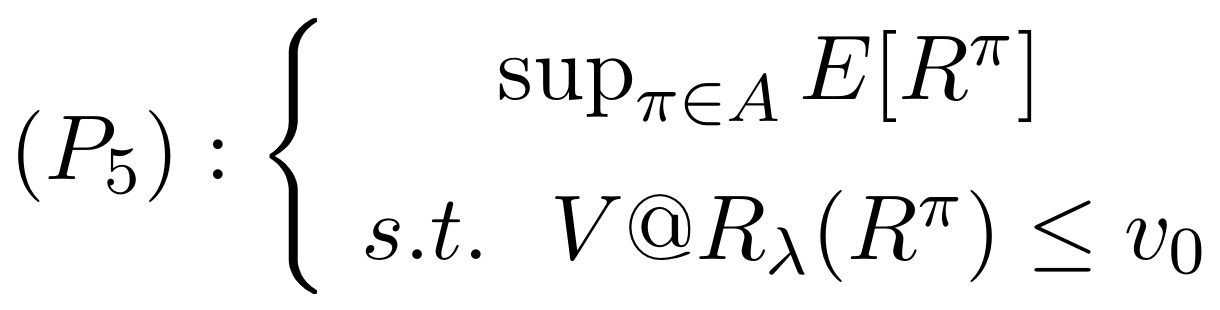 sup_{π∈A} E[R^π]
(P_5) : {
s.t. V@R_λ(R^π) ≤ v_0